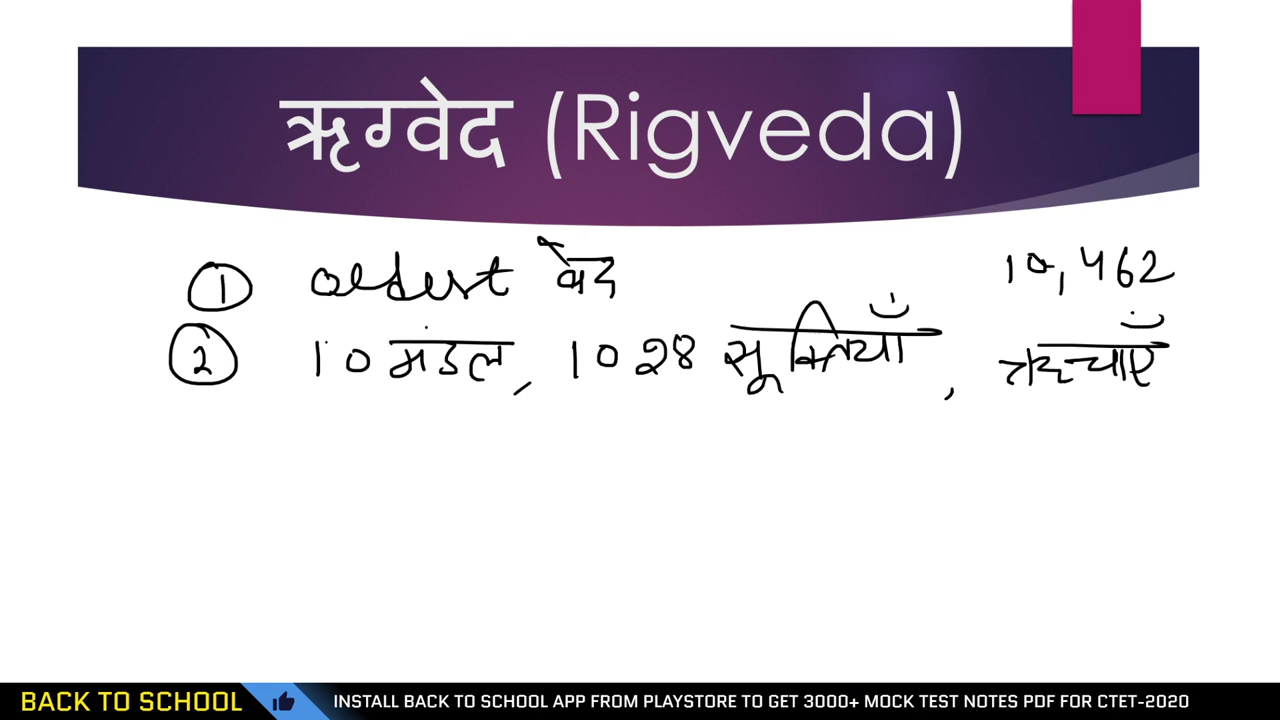 ऋग्वेद (Rigveda)
① oldest वेद
10,462
② 10 मंडल, 1028 सूक्तियाँ, ऋचाएँ
BACK TO SCHOOL INSTALL BACK TO SCHOOL APP FROM PLAYSTORE TO GET 3000+ MOCK TEST NOTES PDF FOR CTET-2020